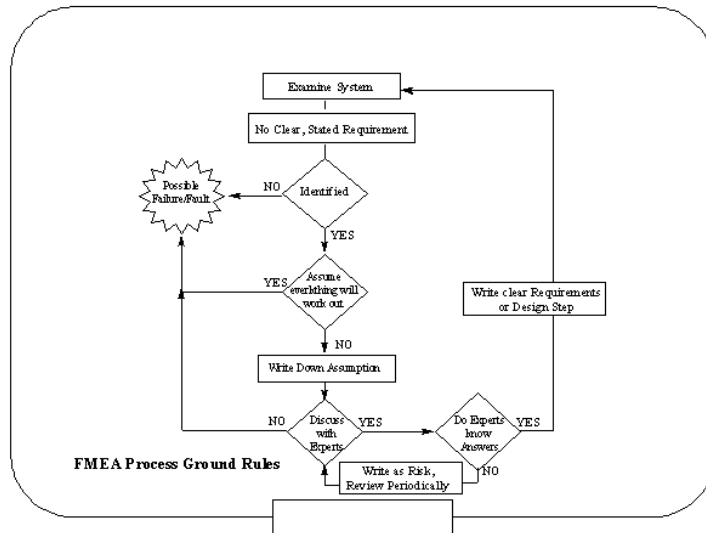 Examine System
No Clear, Stated Requirement
Possible
Failure/Fault
NO
Identified
YES
YES
Assume
everkthing will
work out
NO
Write clear Requirements
or Design Step
Write Down Assumption
NO
Discuss
with
Experts
YES
Do Experts
know
Answers
YES
NO
FMEA Process Ground Rules
Write as Risk,
Review Periodically